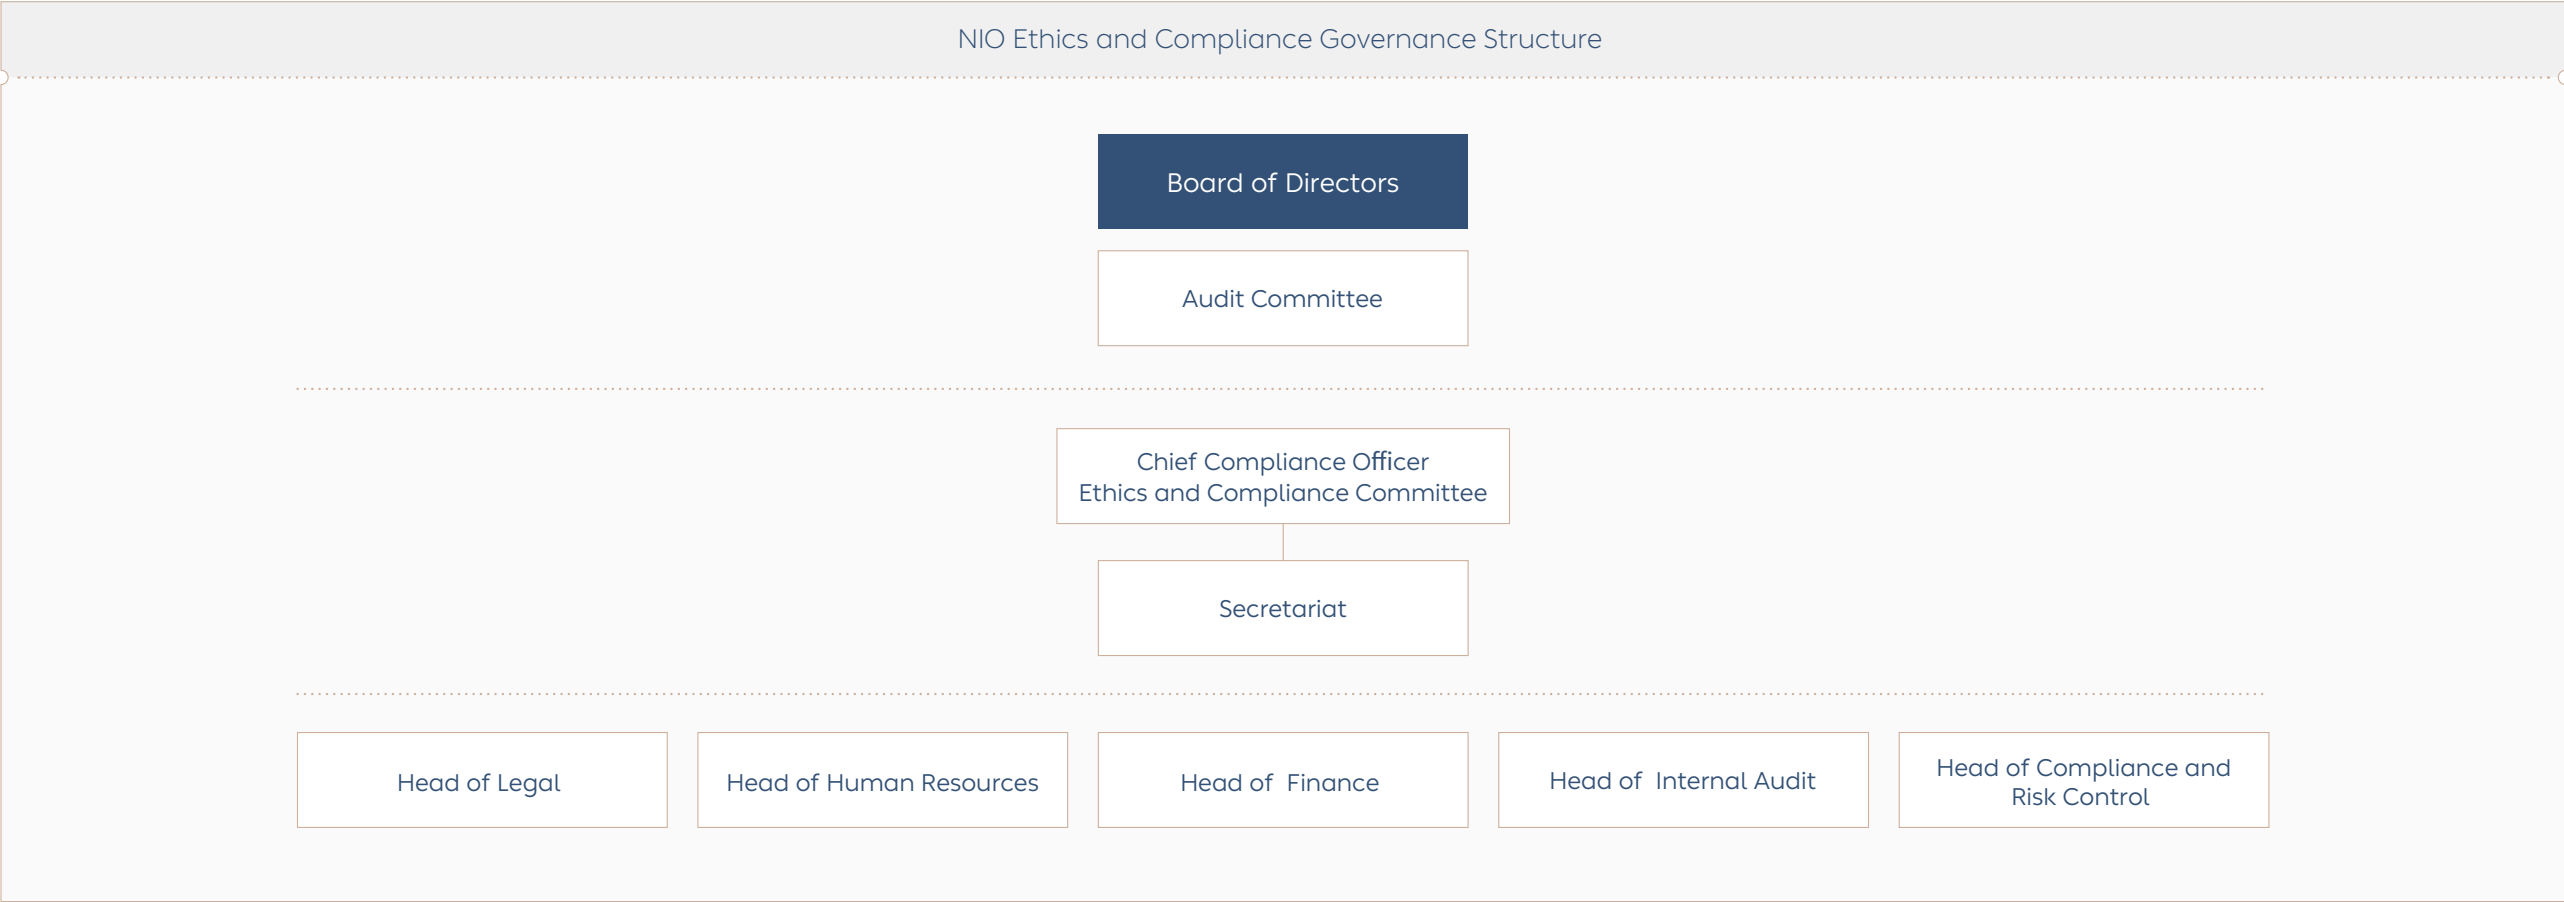 NIO Ethics and Compliance Governance Structure
Board of Directors
Audit Committee
Chief Compliance Officer
Ethics and Compliance Committee
Secretariat
Head of Legal
Head of Human Resources
Head of Finance
Head of Internal Audit
Head of Compliance and
Risk Control